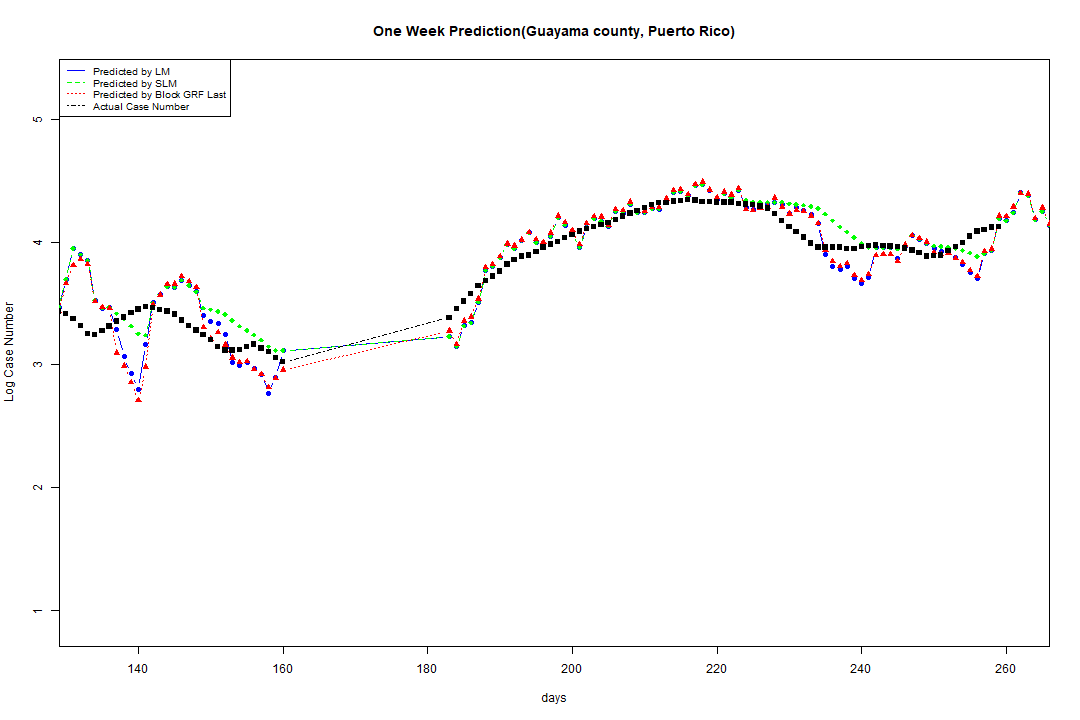 One Week Prediction(Guayama county, Puerto Rico)
Predicted by LM
Predicted by SLM
Predicted by Block GRF Last
Actual Case Number
5
4
3
2
1
Log Case Number
140 160 180 200 220 240 260
days